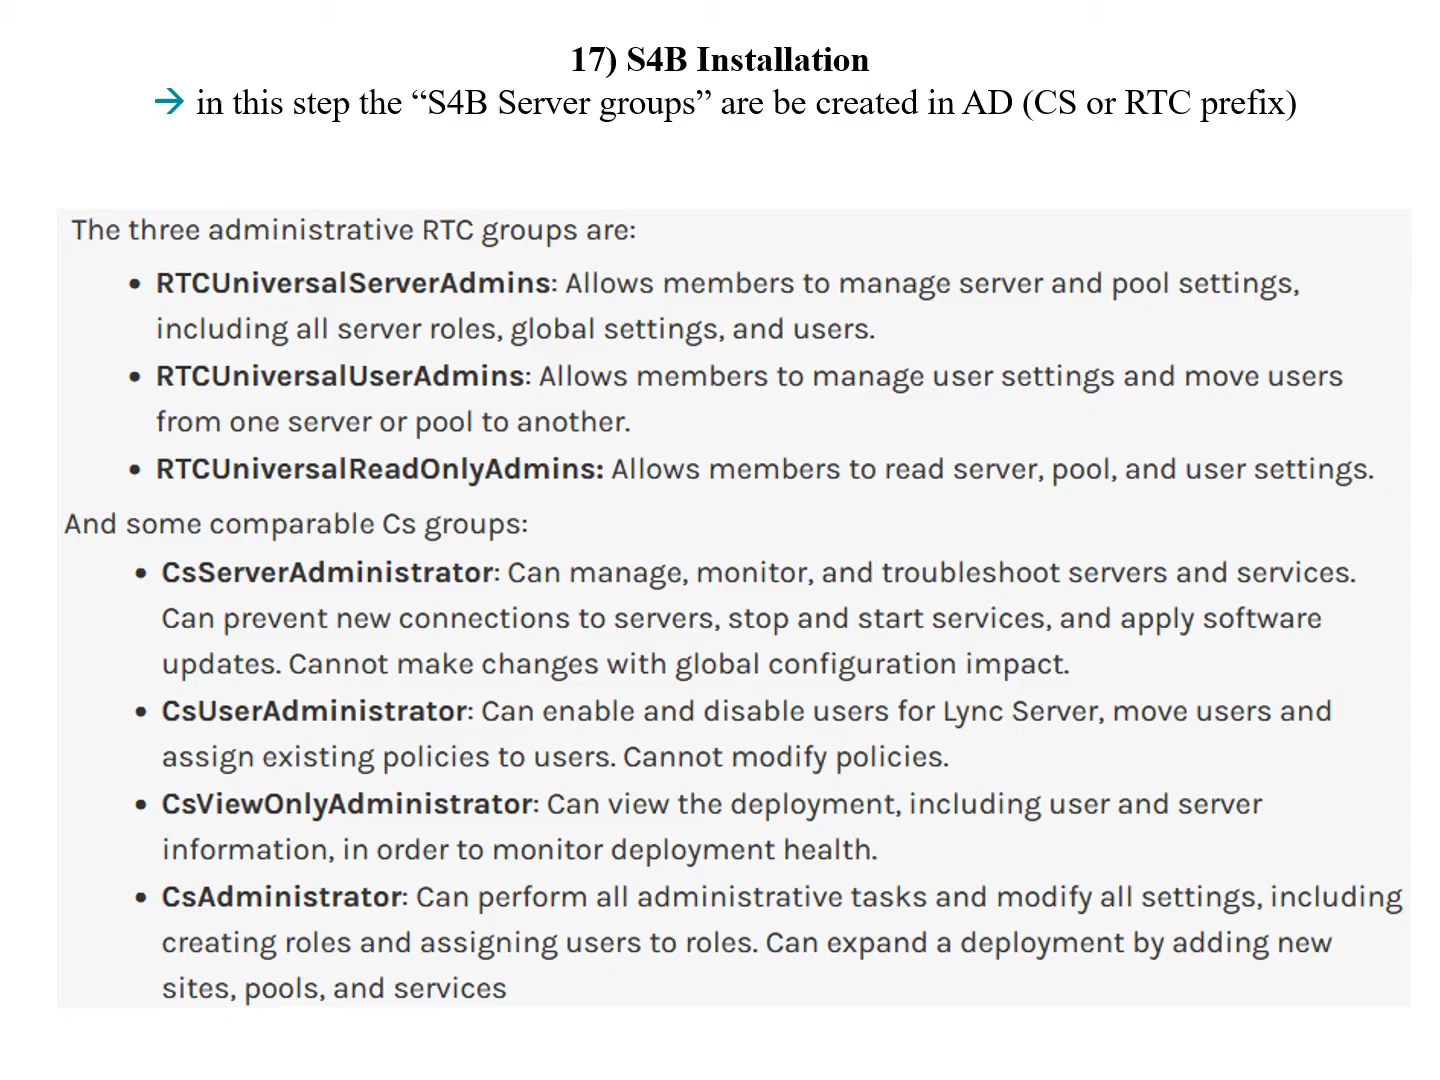 17) S4B Installation
→ in this step the “S4B Server groups” are be created in AD (CS or RTC prefix)
The three administrative RTC groups are:
• RTCUniversalServerAdmins: Allows members to manage server and pool settings,
including all server roles, global settings, and users.
• RTCUniversalUserAdmins: Allows members to manage user settings and move users
from one server or pool to another.
• RTCUniversalReadOnlyAdmins: Allows members to read server, pool, and user settings.
And some comparable Cs groups:
• CsServerAdministrator: Can manage, monitor, and troubleshoot servers and services.
Can prevent new connections to servers, stop and start services, and apply software
updates. Cannot make changes with global configuration impact.
• CsUserAdministrator: Can enable and disable users for Lync Server, move users and
assign existing policies to users. Cannot modify policies.
• CsViewOnlyAdministrator: Can view the deployment, including user and server
information, in order to monitor deployment health.
• CsAdministrator: Can perform all administrative tasks and modify all settings, including
creating roles and assigning users to roles. Can expand a deployment by adding new
sites, pools, and services